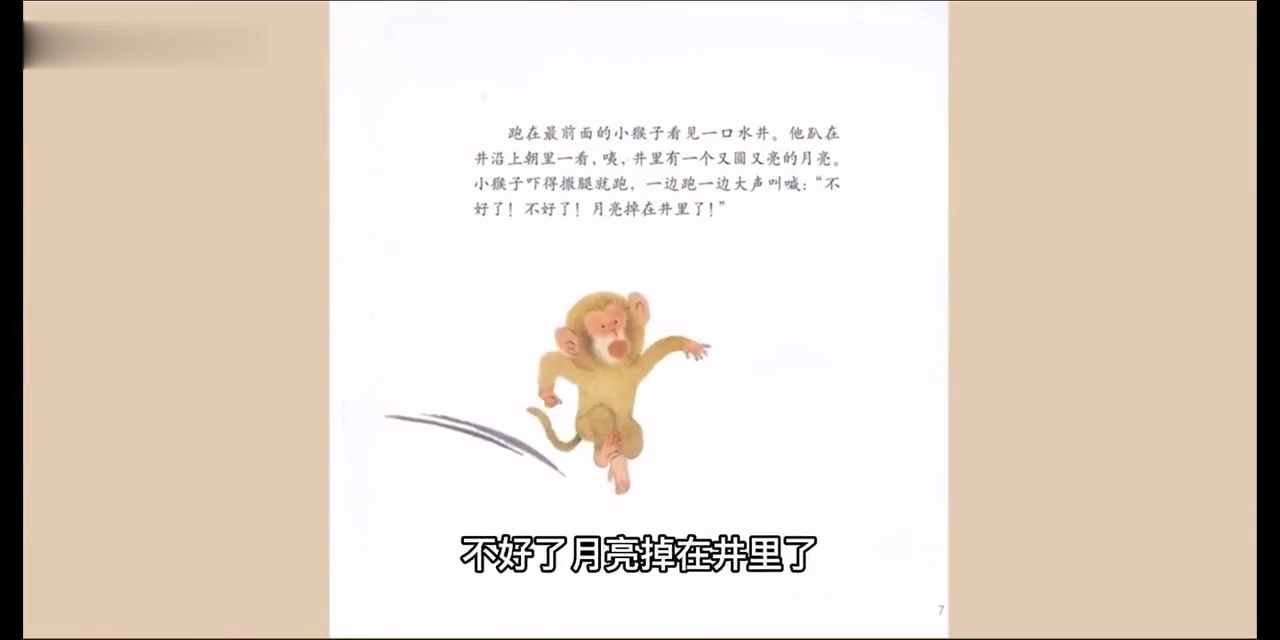 跑在最前面的小猴子看见一口水井。他趴在
井沿上朝里一看，咦，井里有一个又圆又亮的月亮。
小猴子吓得撒腿就跑，一边跑一边大声叫喊：“不
好了！不好了！月亮掉在井里了！”
不好了月亮掉在井里了
7